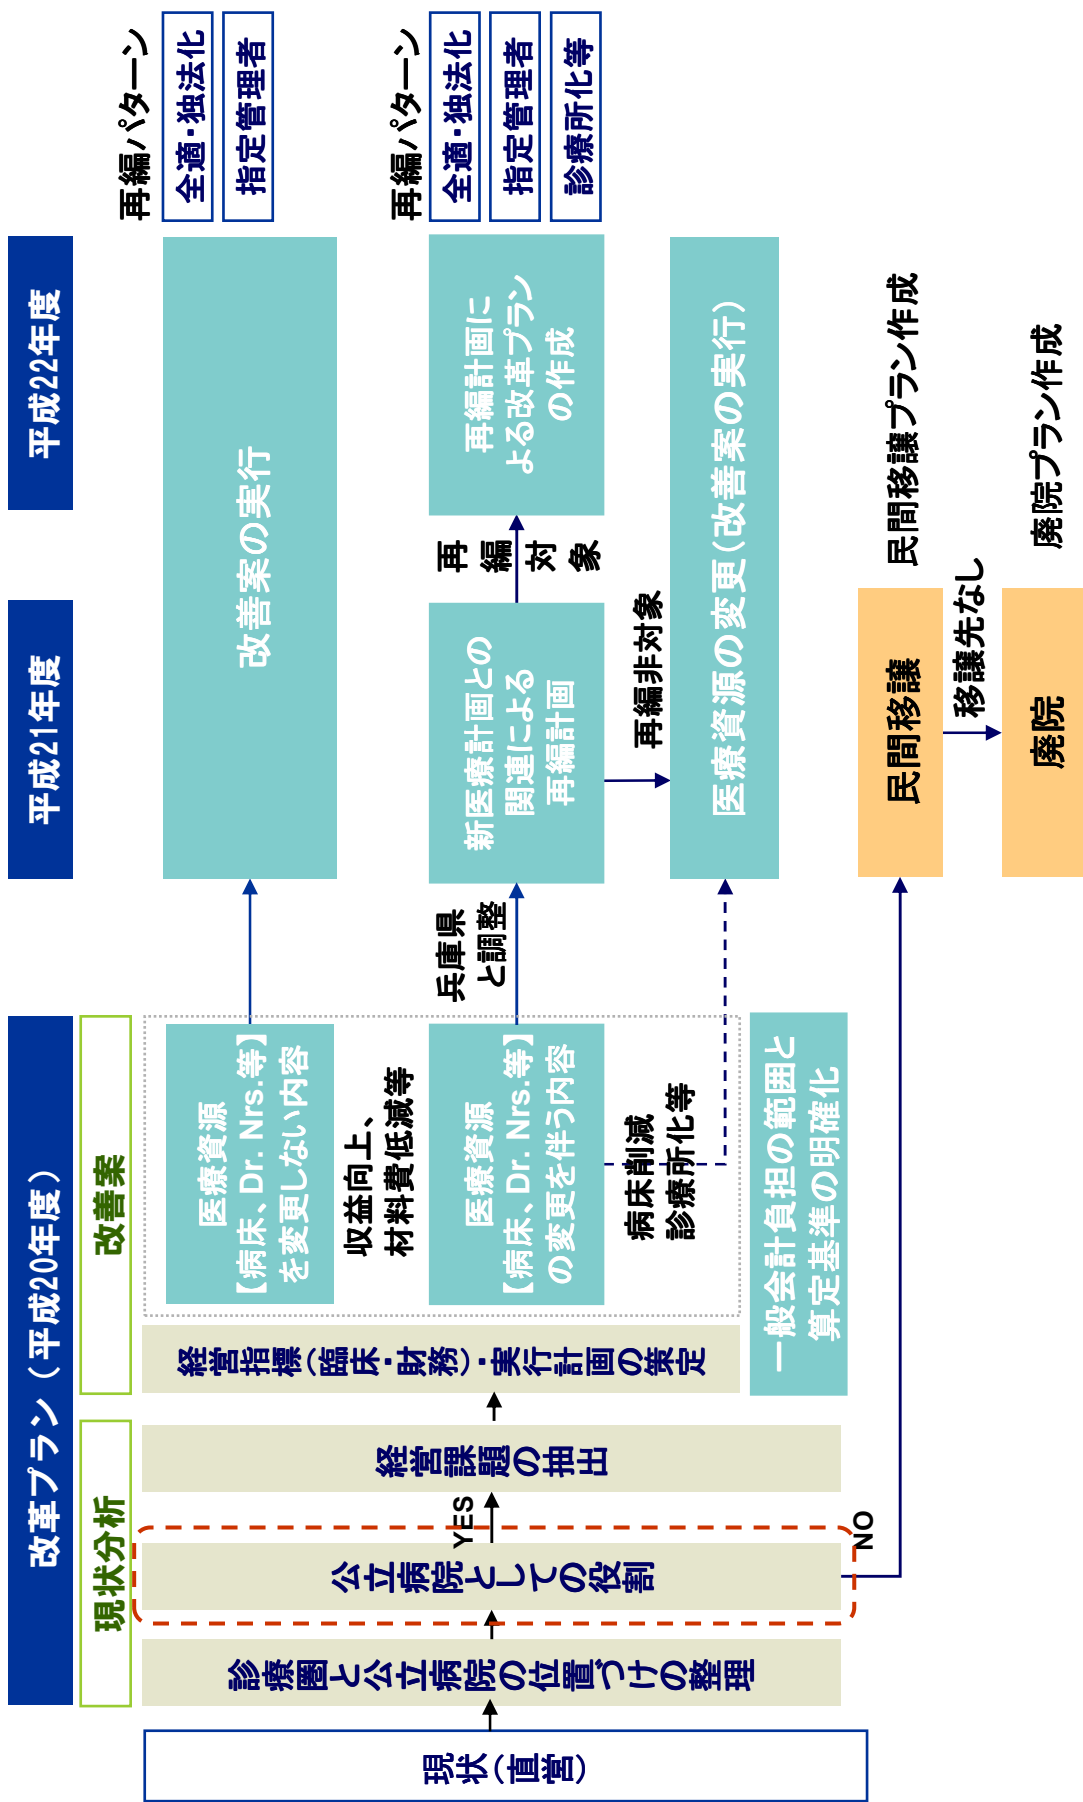 改革プラン（平成20年度）
平成21年度
平成22年度
現状分析
改善案
現状（直営）
診療圏と公立病院の位置づけの整理
公立病院としての役割
YES
NO
経営課題の抽出
経営指標（臨床・財務）・実行計画の策定
医療資源
【病床、Dr. Nrs.等】
を変更しない内容
収益向上、
材料費低減等
医療資源
【病床、Dr. Nrs.等】
の変更を伴う内容
病床削減
診療所化等
一般会計負担の範囲と
算定基準の明確化
兵庫県
と調整
改善案の実行
新医療計画との
関連による
再編計画
再編対象
再編非対象
再編計画に
よる改革プラン
の作成
医療資源の変更（改善案の実行）
民間移譲
移譲先なし
廃院
民間移譲プラン作成
廃院プラン作成
再編パターン
全適・独法化
指定管理者
再編パターン
全適・独法化
指定管理者
診療所化等